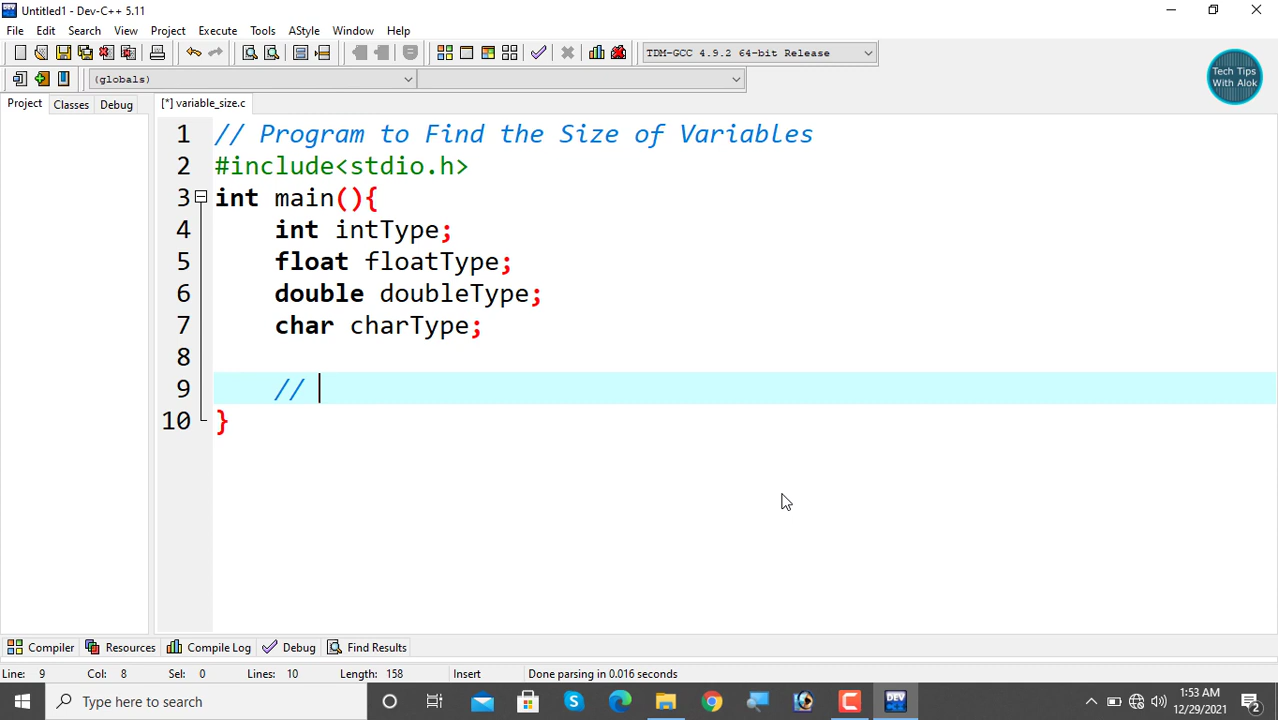 Untitled1 - Dev-C++ 5.11
File Edit Search View Project Execute Tools AStyle Window Help
TDM-GCC 4.9.2 64-bit Release
(globals)
Tech Tips
With Alok
Project Classes Debug [*] variable_size.c
1 // Program to Find the Size of Variables
2 #include<stdio.h>
3 int main(){
4 int intType;
5 float floatType;
6 double doubleType;
7 char charType;
8
9 //
10 }
Compiler Resources Compile Log Debug Find Results
Line: 9 Col: 8 Sel: 0 Lines: 10 Length: 158 Insert Done parsing in 0.016 seconds
Type here to search
DEV
1:53 AM
12/29/2021
2